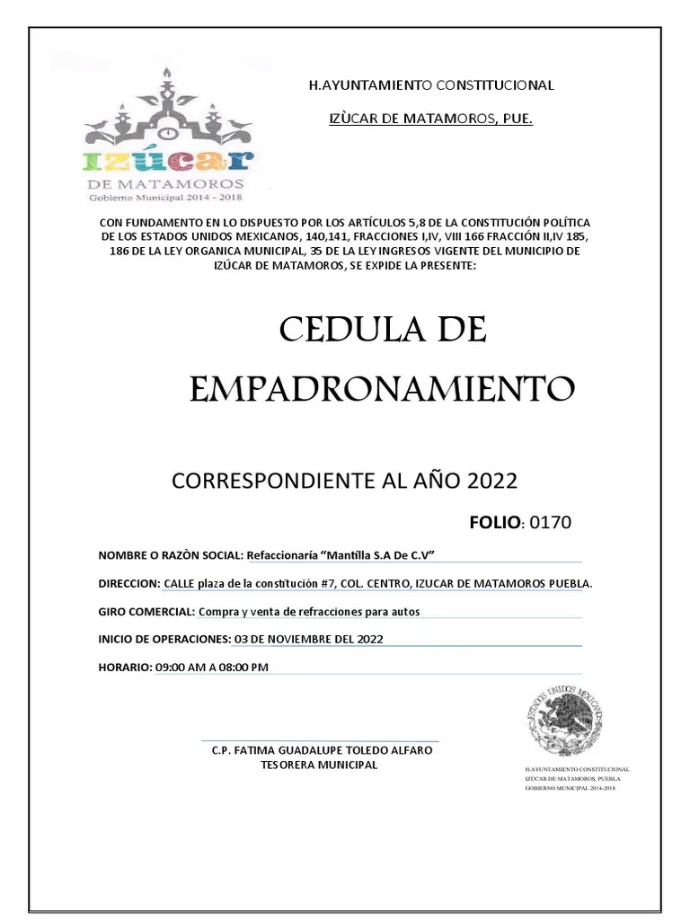 H.AYUNTAMIENTO CONSTITUCIONAL
IZÙCAR DE MATAMOROS, PUE.
Izúcar
DE MATAMOROS
Gobierno Municipal 2014 - 2018
CON FUNDAMENTO EN LO DISPUESTO POR LOS ARTÍCULOS 5,8 DE LA CONSTITUCIÓN POLÍTICA
DE LOS ESTADOS UNIDOS MEXICANOS, 140,141, FRACCIONES I,IV, VIII 166 FRACCIÓN II,IV 185,
186 DE LA LEY ORGANICA MUNICIPAL, 35 DE LA LEY INGRESOS VIGENTE DEL MUNICIPIO DE
IZÚCAR DE MATAMOROS, SE EXPIDE LA PRESENTE:
CEDULA DE
EMPADRONAMIENTO
CORRESPONDIENTE AL AÑO 2022
FOLIO: 0170
NOMBRE O RAZÒN SOCIAL: Refaccionaría “Mantilla S.A De C.V”
DIRECCION: CALLE plaza de la constitución #7, COL. CENTRO, IZUCAR DE MATAMOROS PUEBLA.
GIRO COMERCIAL: Compra y venta de refracciones para autos
INICIO DE OPERACIONES: 03 DE NOVIEMBRE DEL 2022
HORARIO: 09:00 AM A 08:00 PM
ESTADOS UNIDOS MEXICANOS
C.P. FATIMA GUADALUPE TOLEDO ALFARO
TESORERA MUNICIPAL
H.AYUNTAMIENTO CONSTITUCIONAL
IZÚCAR DE MATAMOROS, PUEBLA
GOBIERNO MUNICIPAL 2014-2018